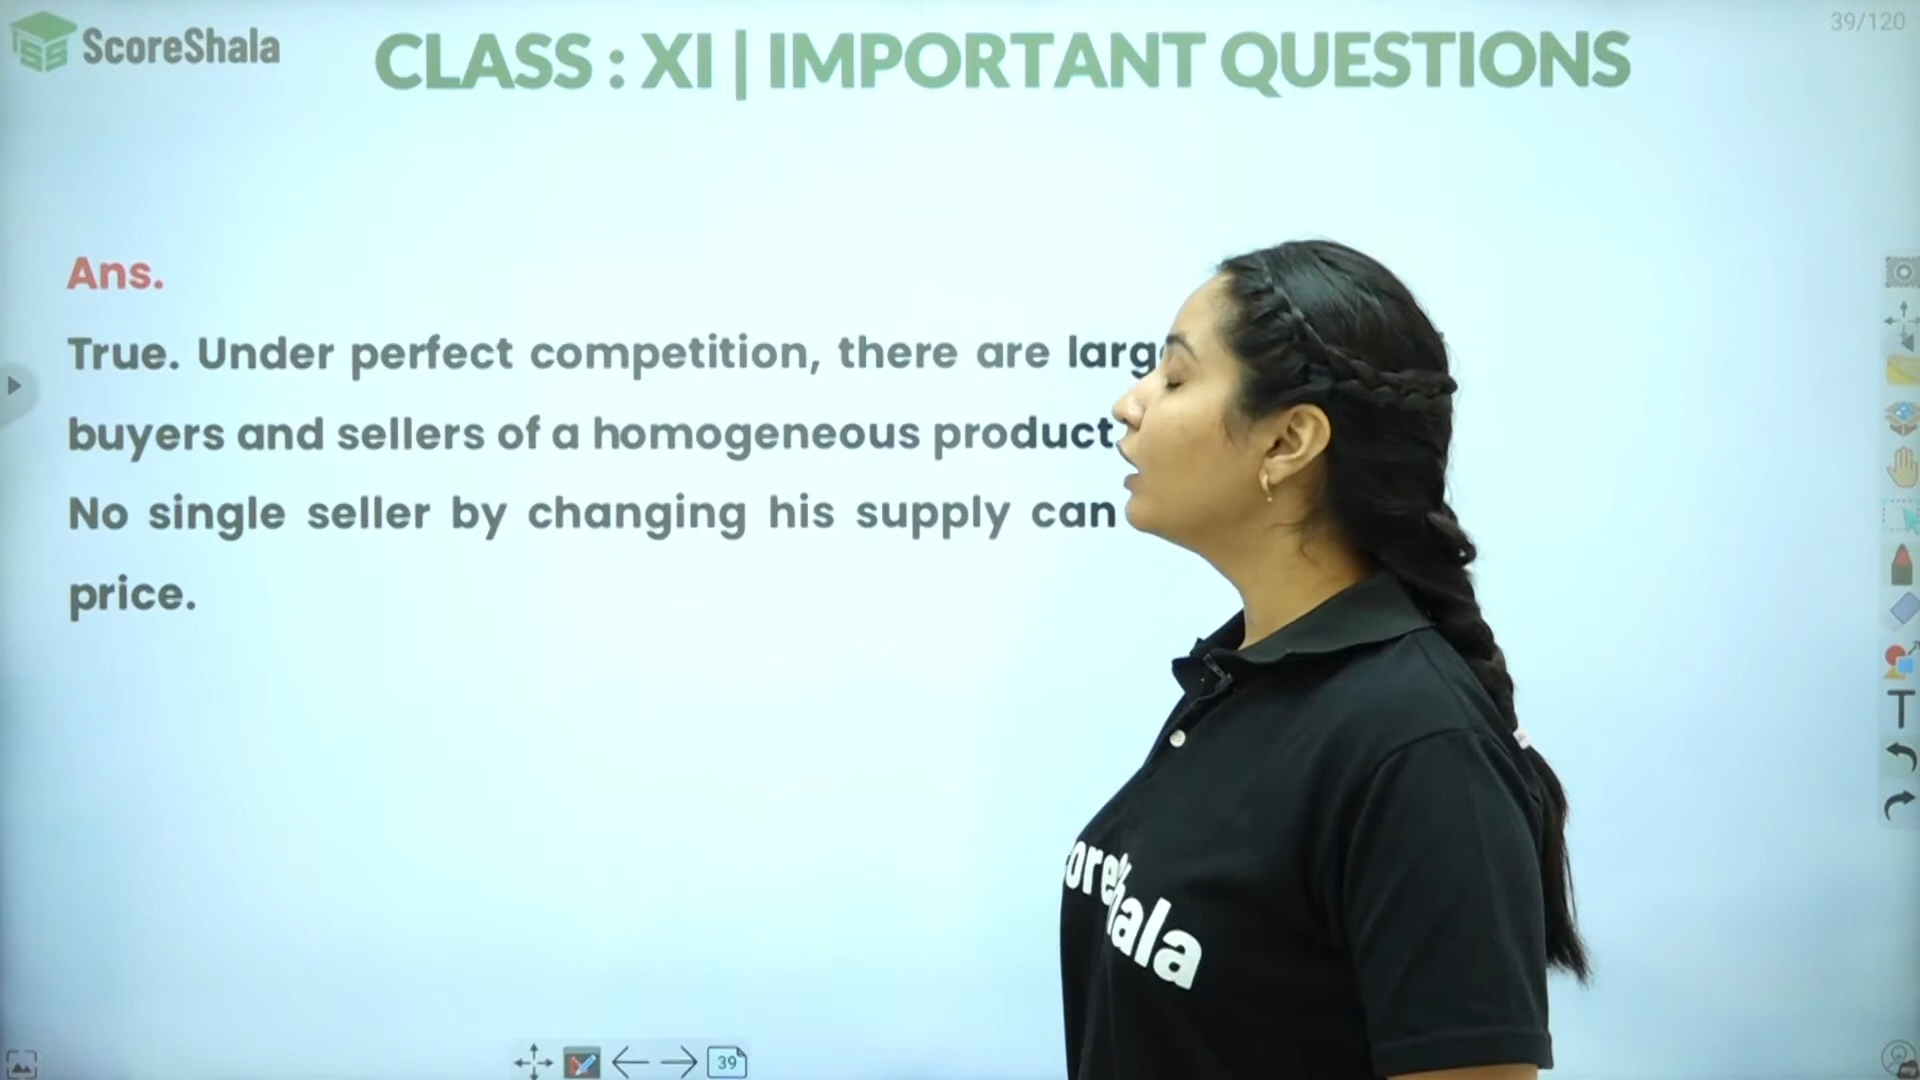 ScoreShala
CLASS : XI | IMPORTANT QUESTIONS
39/120
Ans.
True. Under perfect competition, there are large
buyers and sellers of a homogeneous product
No single seller by changing his supply can
price.
39